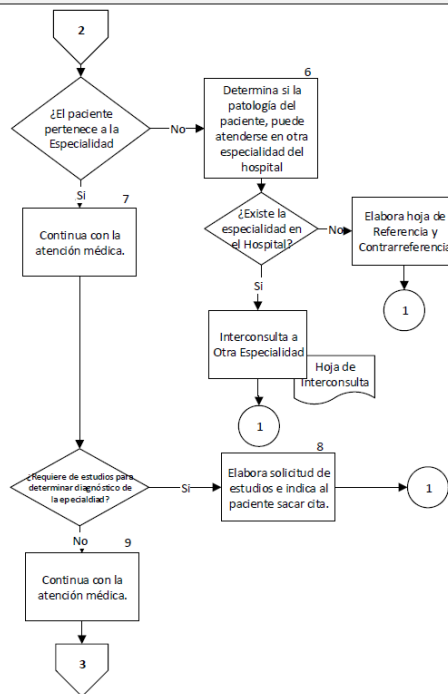 2
¿El paciente
pertenece a la
Especialidad
No
6
Determina si la
patología del
paciente, puede
atenderse en otra
especialidad del
hospital
Si
7
Continua con la
atención médica.
¿Existe la
especialidad en
el Hospital?
No
Elabora hoja de
Referencia y
Contrarreferencia
1
Si
Interconsulta a
Otra Especialidad
Hoja de
Interconsulta
1
¿Requiere de estudios para
determinar diagnóstico de
la epecialdiad?
Si
8
Elabora solicitud de
estudios e indica al
paciente sacar cita.
1
No
9
Continua con la
atención médica.
3